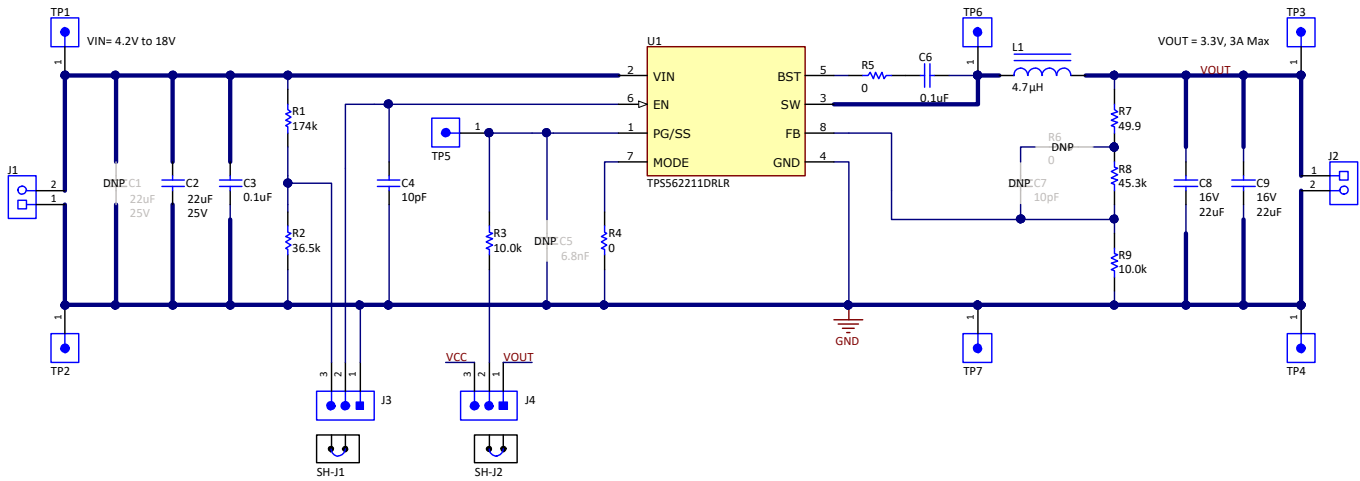 TP1
1
VIN= 4.2V to 18V
TP6
1
TP3
1
VOUT = 3.3V, 3A Max
U1
2 VIN
6 EN
1 PG/SS
7 MODE
BST 5
SW 3
FB 8
GND 4
TPS562211DRLR
R5
0
C6
0.1uF
L1
4.7µH
VOUT
R1
174k
R2
36.5k
TP5
1
R7
49.9
R6
DNP
0
R8
45.3k
DNP C7
10pF
R9
10.0k
J1
2
1
DNP CC1
22uF
25V
C2
22uF
25V
C3
0.1uF
C4
10pF
R3
10.0k
DNP CC5
6.8nF
R4
0
C8
16V
22uF
C9
16V
22uF
J2
1
2
1
TP2
GND
1
TP7
1
TP4
3
2
1
J3
SH-J1
VCC
VOUT
3
2
1
J4
SH-J2